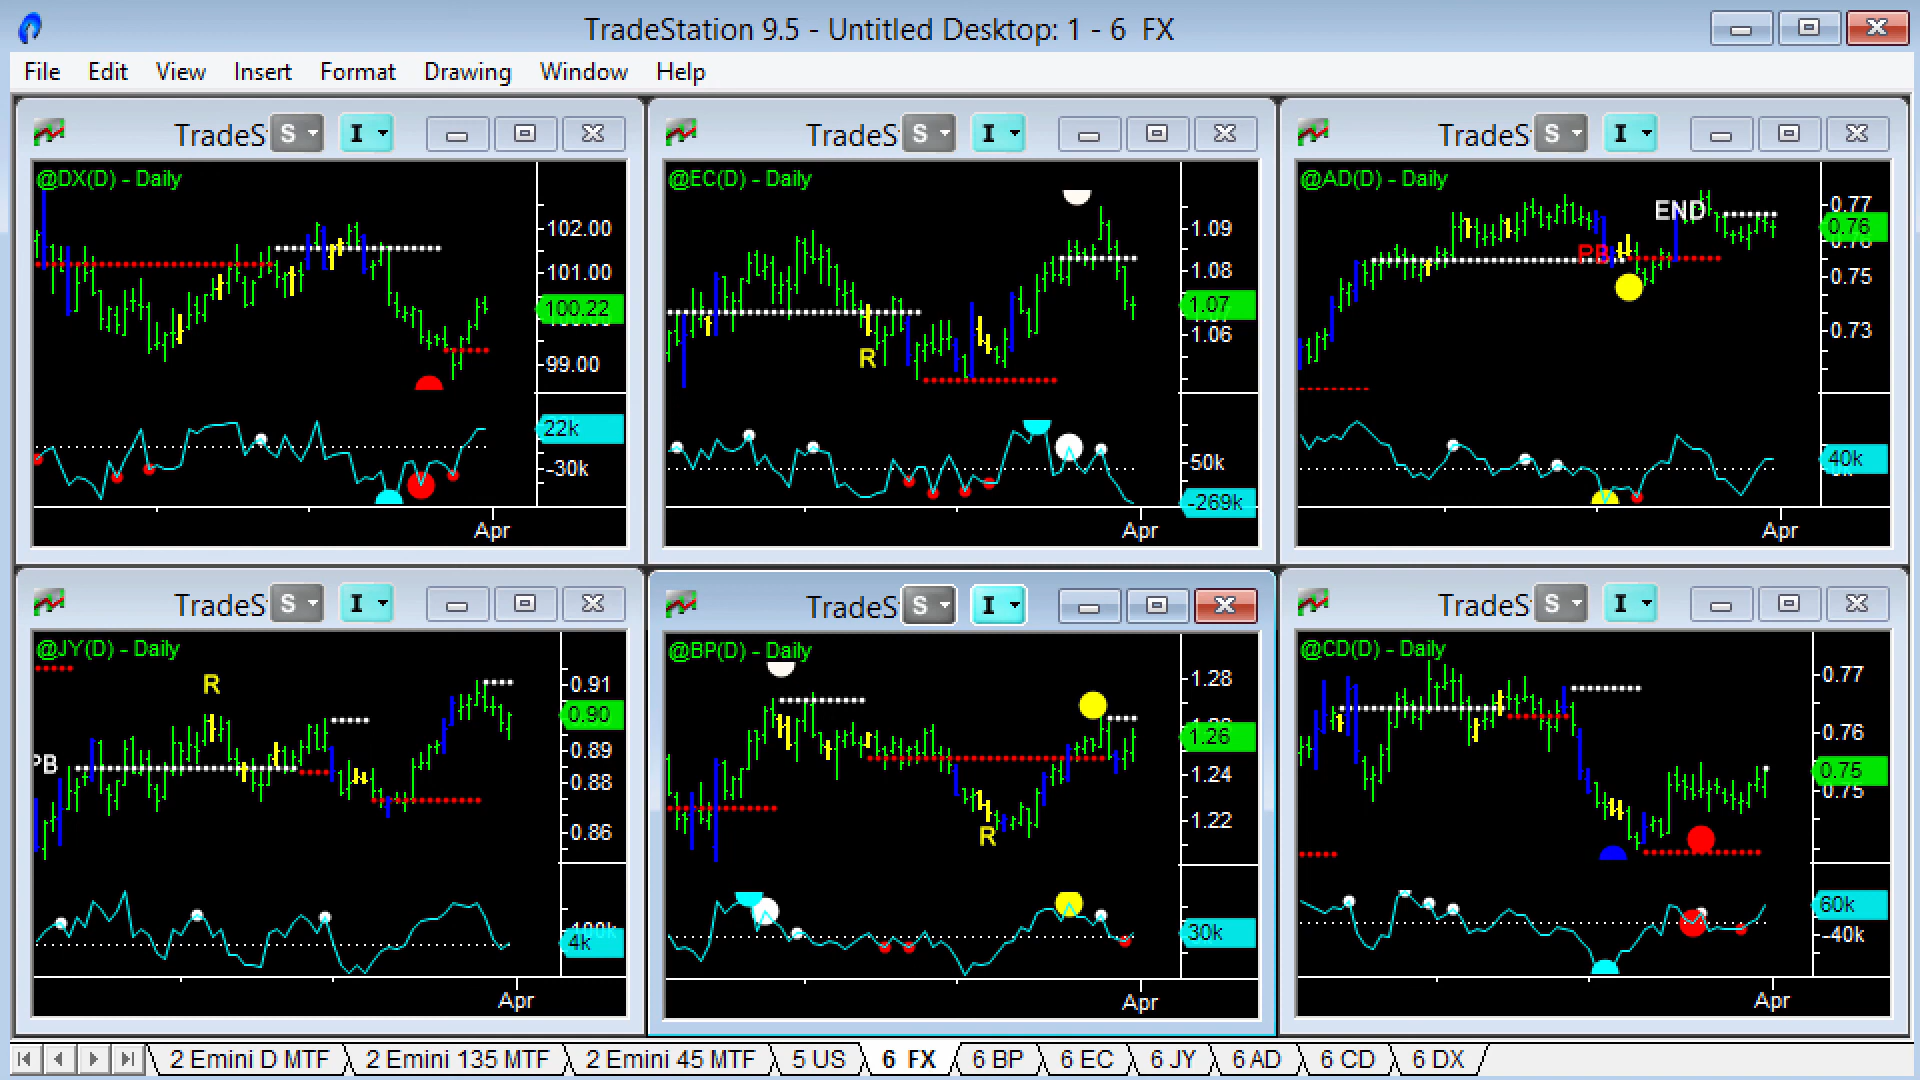 TradeStation 9.5 - Untitled Desktop: 1 - 6 FX
File Edit View Insert Format Drawing Window Help
TradeS S I
@DX(D) - Daily
102.00
101.00
100.22
99.00
22k
-30k
Apr
TradeS S I
@EC(D) - Daily
R
1.09
1.08
1.07
1.06
50k
-269k
Apr
TradeS S I
@AD(D) - Daily
END
PB
0.77
0.76
0.75
0.73
40k
Apr
TradeS S I
@JY(D) - Daily
R
PB
0.91
0.90
0.89
0.88
0.86
4k
Apr
TradeS S I
@BP(D) - Daily
R
1.28
1.26
1.24
1.22
30k
Apr
TradeS S I
@CD(D) - Daily
0.77
0.76
0.75
0.75
60k
-40k
Apr
2 Emini D MTF 2 Emini 135 MTF 2 Emini 45 MTF 5 US 6 FX 6 BP 6 EC 6 JY 6 AD 6 CD 6 DX